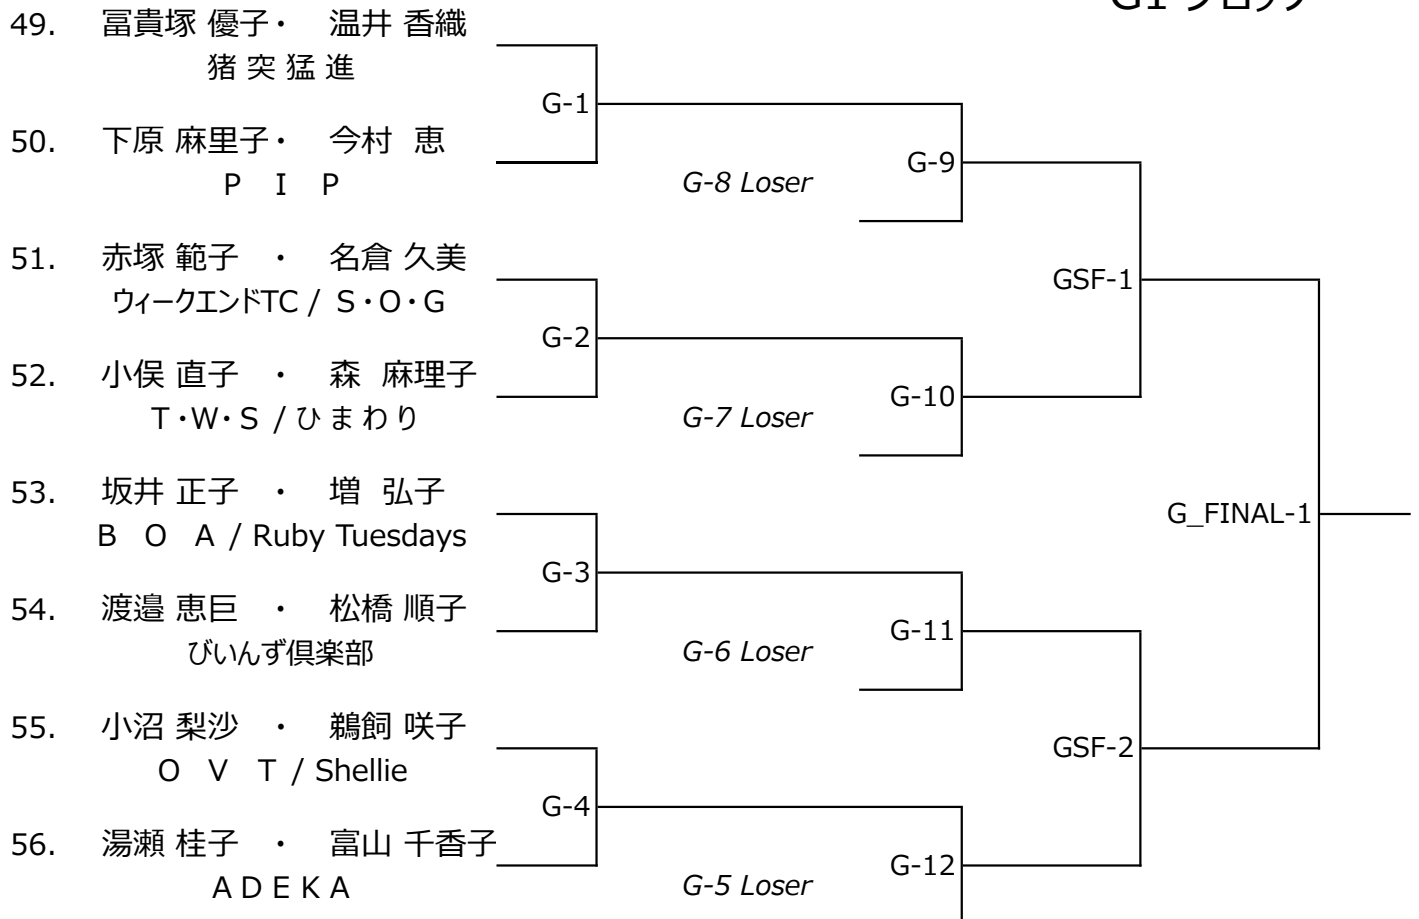 G1 ブロック
49. 冨貴塚 優子・ 温井 香織
猪 突 猛 進
G-1
50. 下原 麻里子・ 今村 恵
P I P
G-8 Loser
G-9
51. 赤塚 範子 ・ 名倉 久美
ウィークエンドTC / S・O・G
GSF-1
G-2
52. 小俣 直子 ・ 森 麻理子
T・W・S / ひ ま わ り
G-7 Loser
G-10
53. 坂井 正子 ・ 増 弘子
B O A / Ruby Tuesdays
G_FINAL-1
G-3
54. 渡邉 恵巨 ・ 松橋 順子
びいんず倶楽部
G-6 Loser
G-11
55. 小沼 梨沙 ・ 鵜飼 咲子
O V T / Shellie
GSF-2
G-4
56. 湯瀬 桂子 ・ 富山 千香子
A D E K A
G-5 Loser
G-12